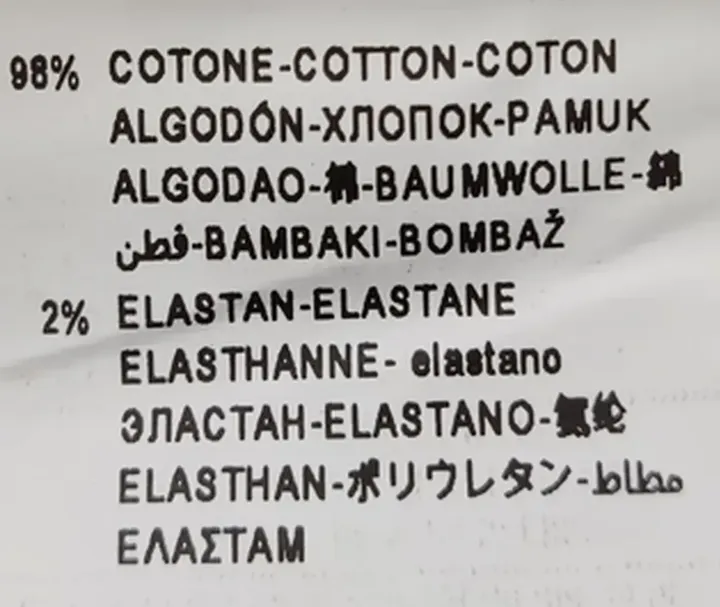 98% COTONE-COTTON-COTON
ALGODÓN-ХЛОПОК-PAMUK
ALGODAO-棉-BAUMWOLLE-綿
قطن-BAMBAKI-BOMBAŽ
2% ELASTAN-ELASTANE
ELASTHANNE- elastano
ЭЛАСТАН-ELASTANO-氨纶
ELASTHAN-ポリウレタン-مطاط
ΕΛΑΣΤΑΜ